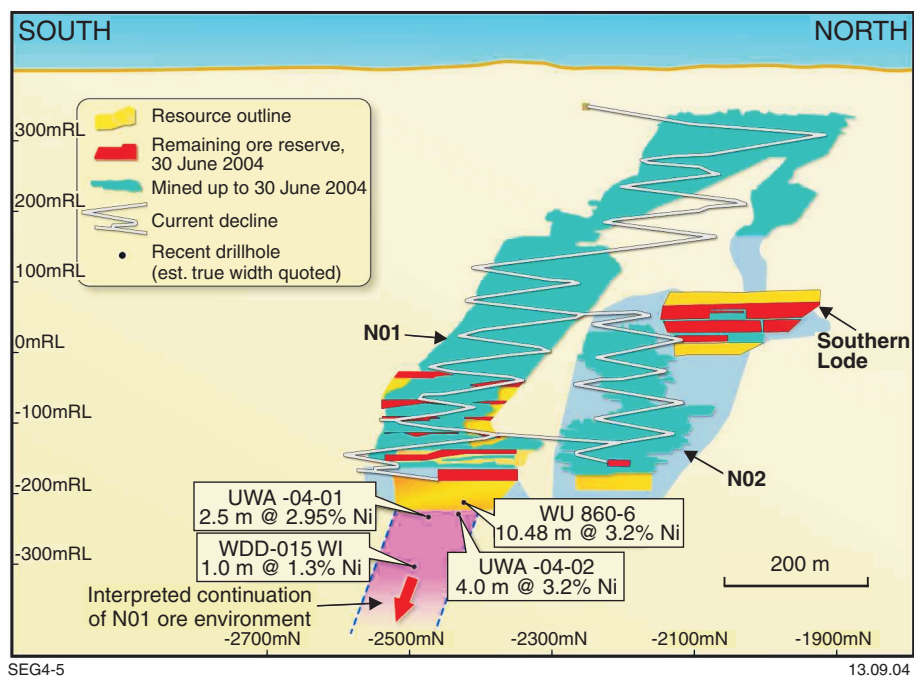 SOUTH
NORTH
Resource outline
Remaining ore reserve,
30 June 2004
Mined up to 30 June 2004
Current decline
Recent drillhole
(est. true width quoted)
300mRL
200mRL
100mRL
0mRL
-100mRL
-200mRL
-300mRL
N01
Southern
Lode
N02
UWA -04-01
2.5 m @ 2.95% Ni
WU 860-6
10.48 m @ 3.2% Ni
WDD-015 WI
1.0 m @ 1.3% Ni
UWA -04-02
4.0 m @ 3.2% Ni
200 m
Interpreted continuation
of N01 ore environment
-2700mN
-2500mN
-2300mN
-2100mN
-1900mN
SEG4-5
13.09.04